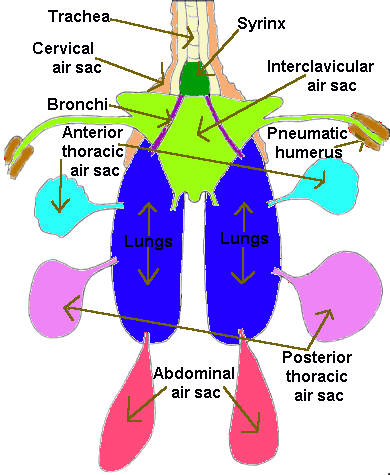 Trachea
Syrinx
Cervical
air sac
Interclavicular
air sac
Bronchi
Anterior
thoracic
air sac
Pneumatic
humerus
Lungs
Lungs
Abdominal
air sac
Posterior
thoracic
air sac